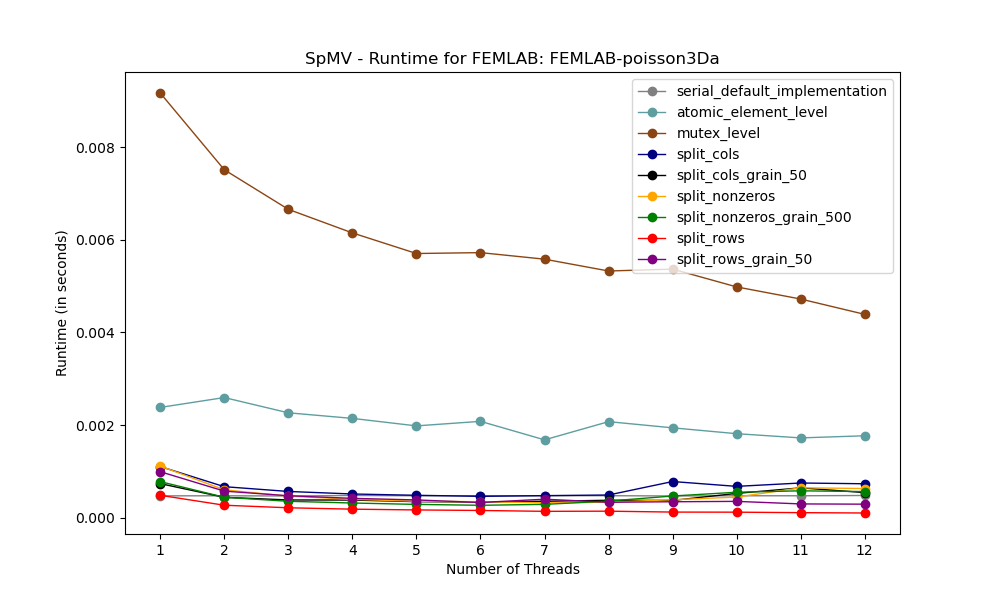 SpMV - Runtime for FEMLAB: FEMLAB-poisson3Da
serial_default_implementation
atomic_element_level
mutex_level
split_cols
split_cols_grain_50
split_nonzeros
split_nonzeros_grain_500
split_rows
split_rows_grain_50
Runtime (in seconds)
0.008
0.006
0.004
0.002
0.000
1 2 3 4 5 6 7 8 9 10 11 12
Number of Threads